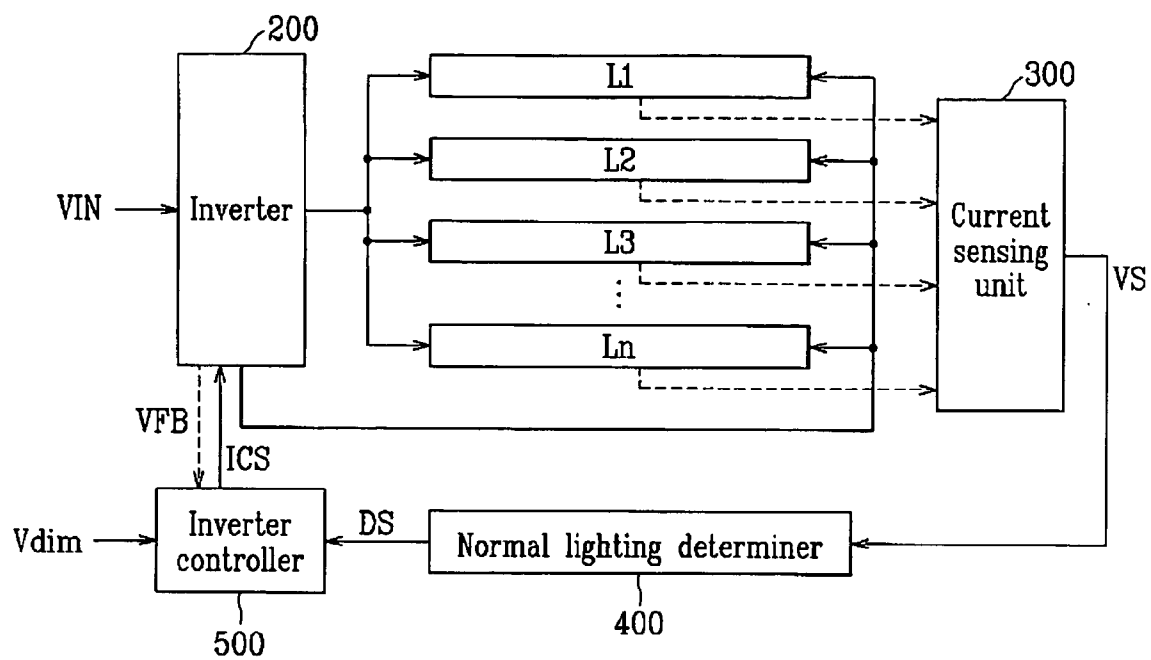 200
L1
300
L2
VIN
Inverter
L3
Current
sensing
unit
VS
⋮
Ln
VFB
ICS
Vdim
Inverter
controller
DS
Normal lighting determiner
500
400